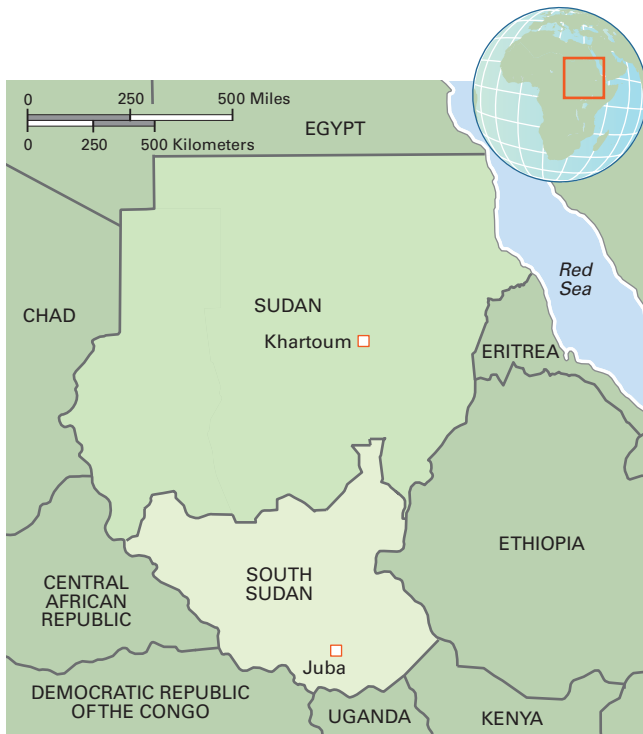 0 250 500 Miles
0 250 500 Kilometers
EGYPT
Red
Sea
CHAD
SUDAN
Khartoum
ERITREA
ETHIOPIA
CENTRAL
AFRICAN
REPUBLIC
SOUTH
SUDAN
Juba
DEMOCRATIC REPUBLIC
OF THE CONGO
UGANDA
KENYA